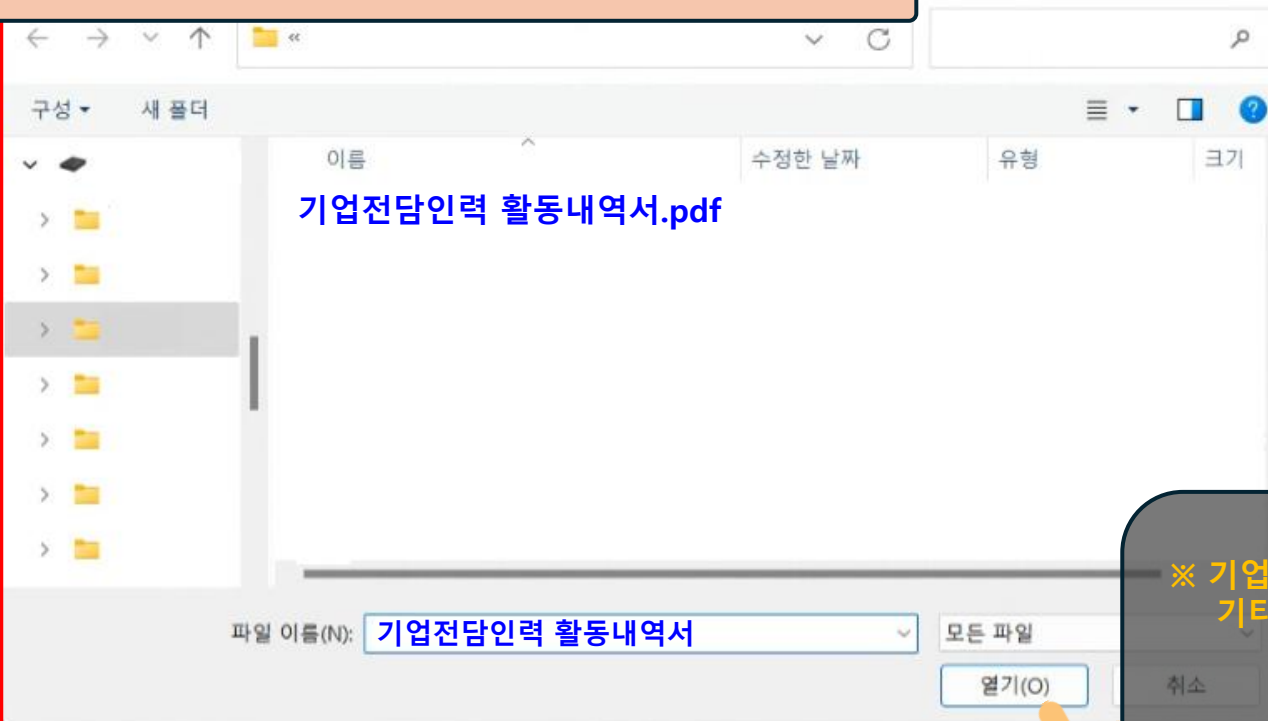 «
구성
새 폴더
이름
수정한 날짜
유형
크기
기업전담인력 활동내역서.pdf
※ 기업
파일 이름(N):
기업전담인력 활동내역서
모든 파일
열기(O)
취소